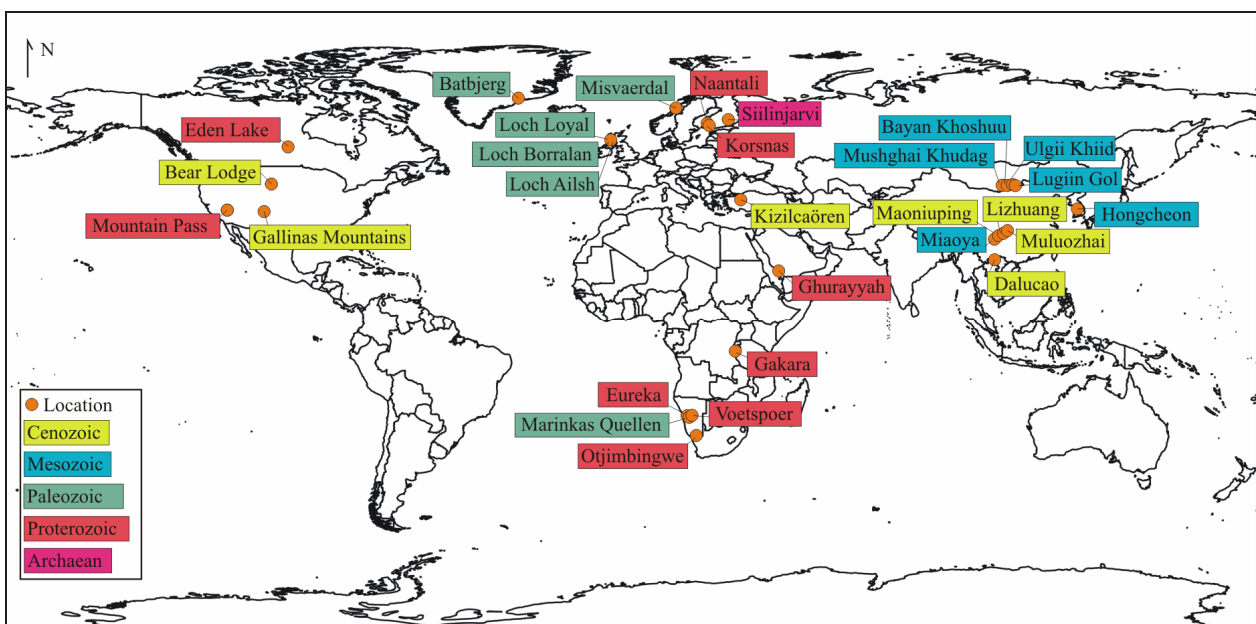 N
Batbjerg
Misvaerdal
Naantali
Siilinjarvi
Eden Lake
Loch Loyal
Korsnas
Bayan Khoshuu
Ulgii Khiid
Bear Lodge
Loch Borralan
Mushghai Khudag
Lugiin Gol
Loch Ailsh
Mountain Pass
Gallinas Mountains
Kizilcaören
Maoniuping
Lizhuang
Hongcheon
Miaoya
Muluozhai
Ghurayyah
Dalucao
Gakara
Eureka
Voetspoer
Marinkas Quellen
Otjimbingwe
Location
Cenozoic
Mesozoic
Paleozoic
Proterozoic
Archaean